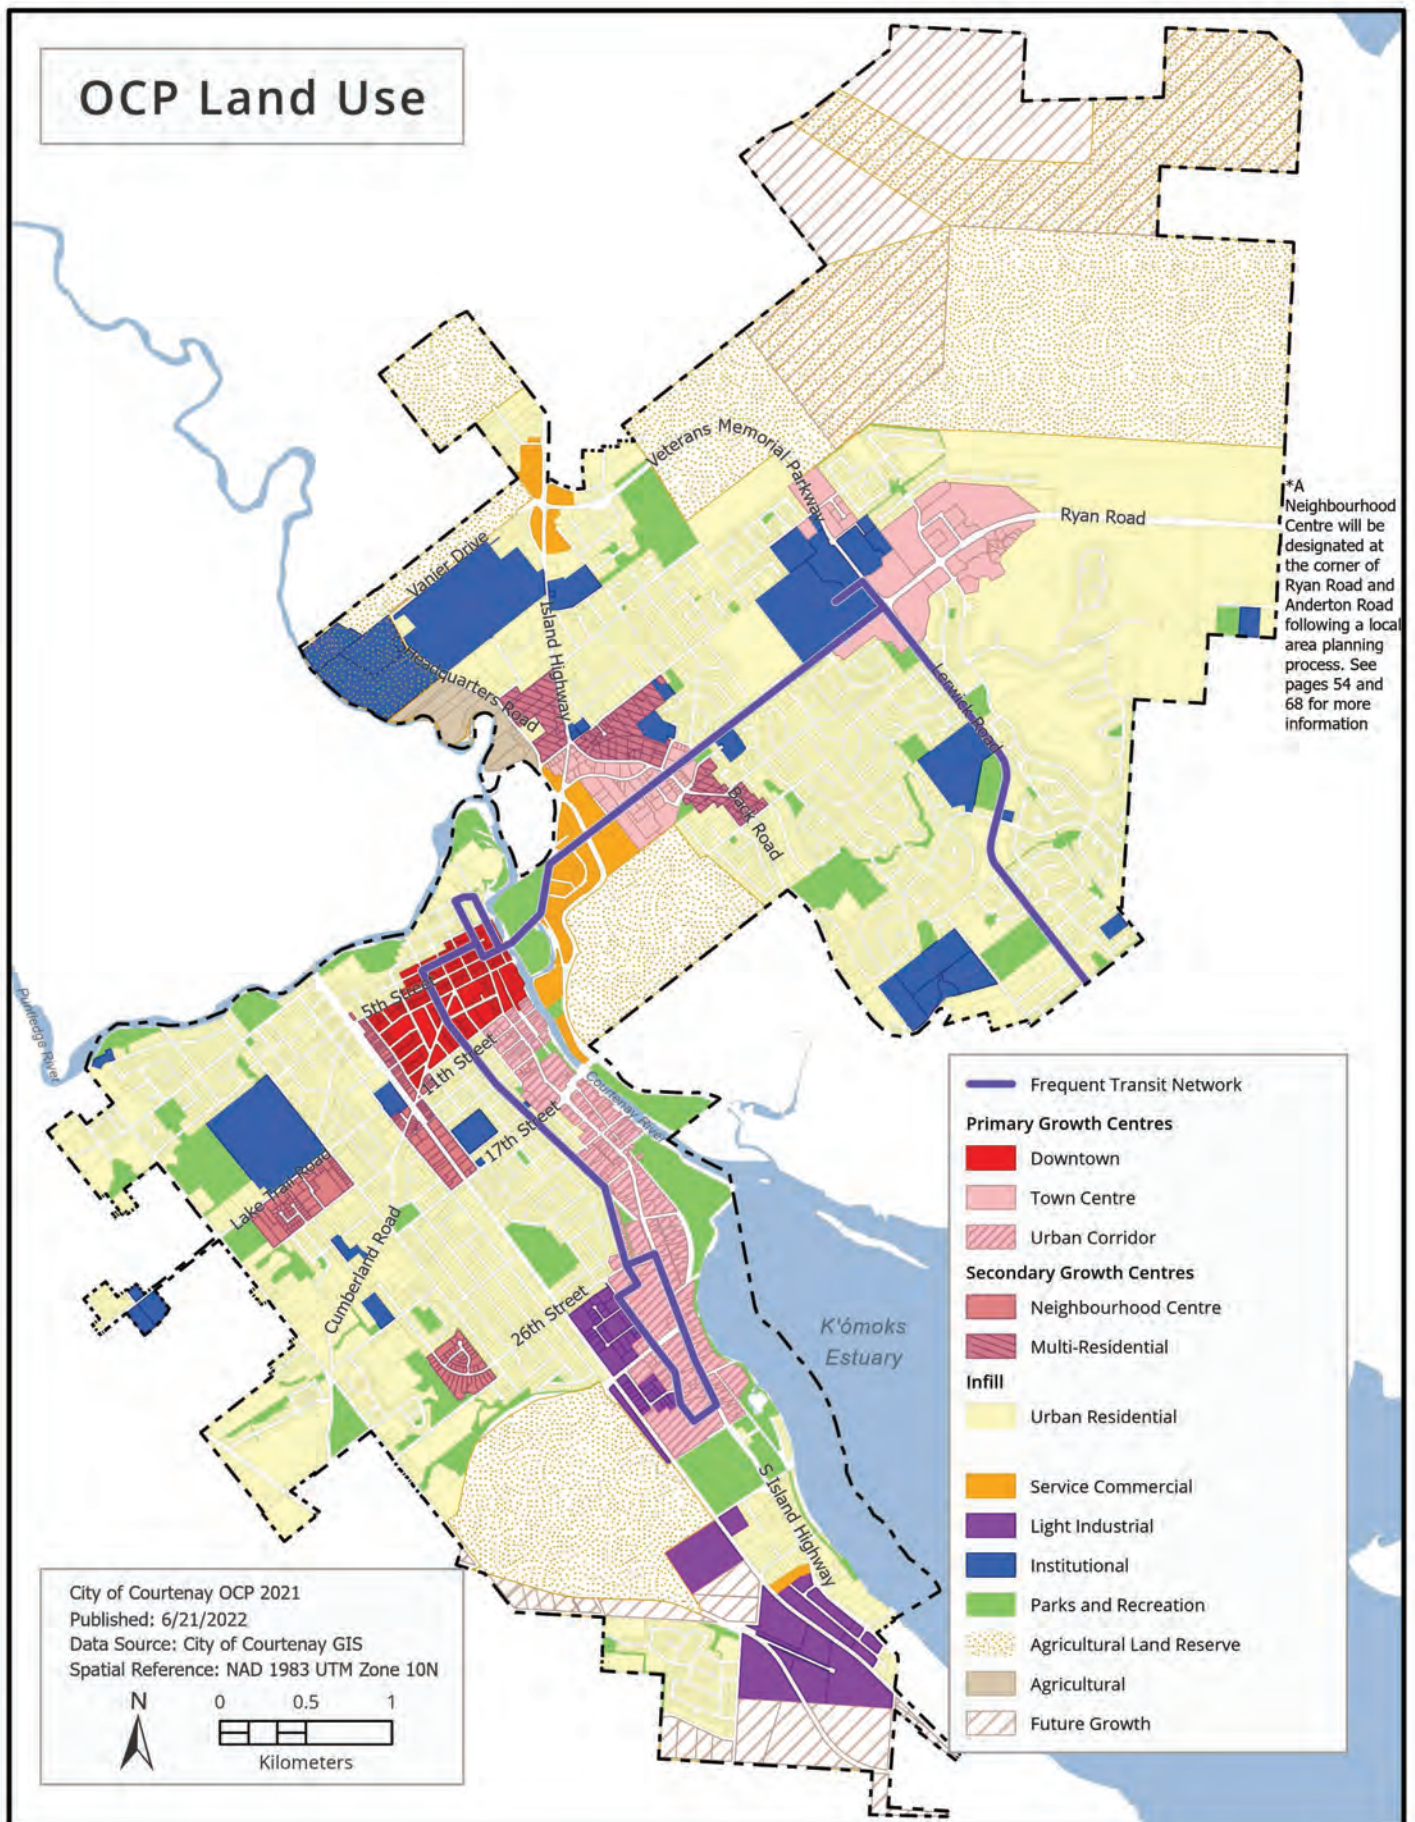 OCP Land Use
Veterans Memorial Parkway
Ryan Road
*A
Neighbourhood
Centre will be
designated at
the corner of
Ryan Road and
Anderton Road
following a local
area planning
process. See
pages 54 and
68 for more
information
Vanier Drive
Island Highway
Headquarters Road
Lerwick Road
Back Road
5th Street
11th Street
17th Street
Courtenay River
Puntledge River
Lake Trail Road
Cumberland Road
26th Street
K'ómoks
Estuary
S Island Highway
Frequent Transit Network
Primary Growth Centres
Downtown
Town Centre
Urban Corridor
Secondary Growth Centres
Neighbourhood Centre
Multi-Residential
Infill
Urban Residential
Service Commercial
Light Industrial
Institutional
Parks and Recreation
Agricultural Land Reserve
Agricultural
Future Growth
City of Courtenay OCP 2021
Published: 6/21/2022
Data Source: City of Courtenay GIS
Spatial Reference: NAD 1983 UTM Zone 10N
N
0 0.5 1
Kilometers